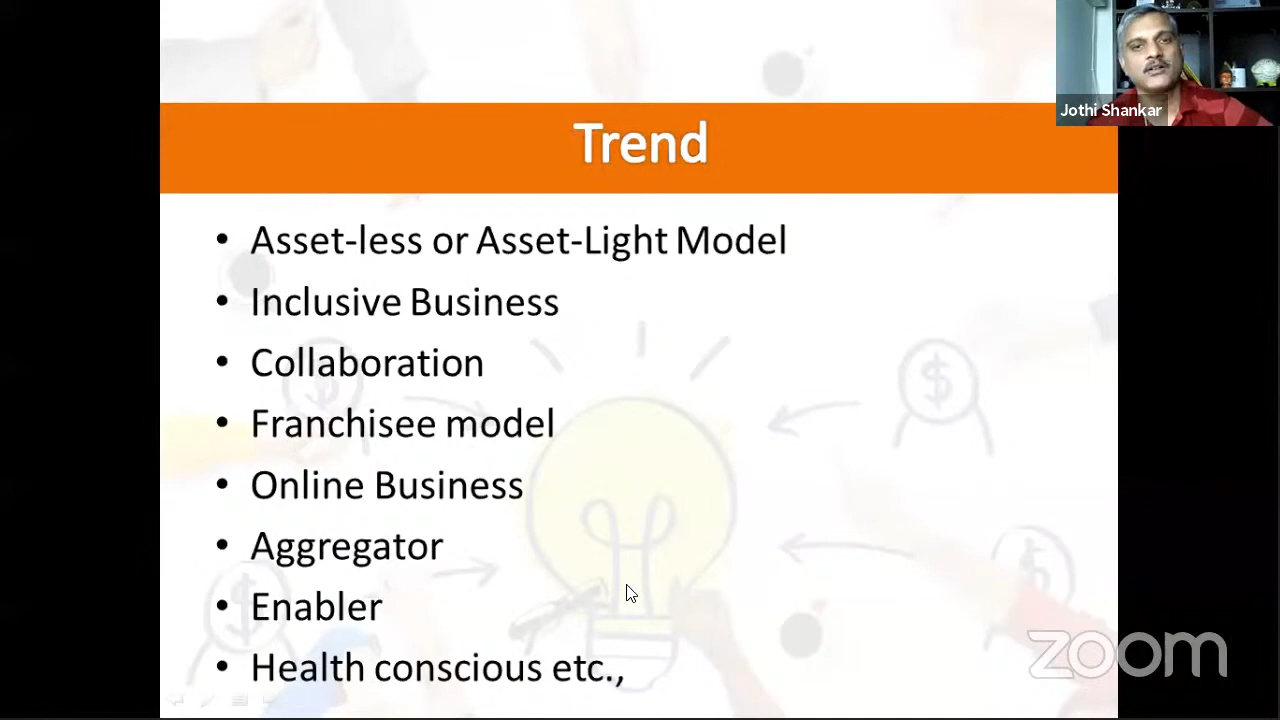 Jothi Shankar
Trend
• Asset-less or Asset-Light Model
• Inclusive Business
• Collaboration
• Franchisee model
• Online Business
• Aggregator
• Enabler
• Health conscious etc.,
zoom